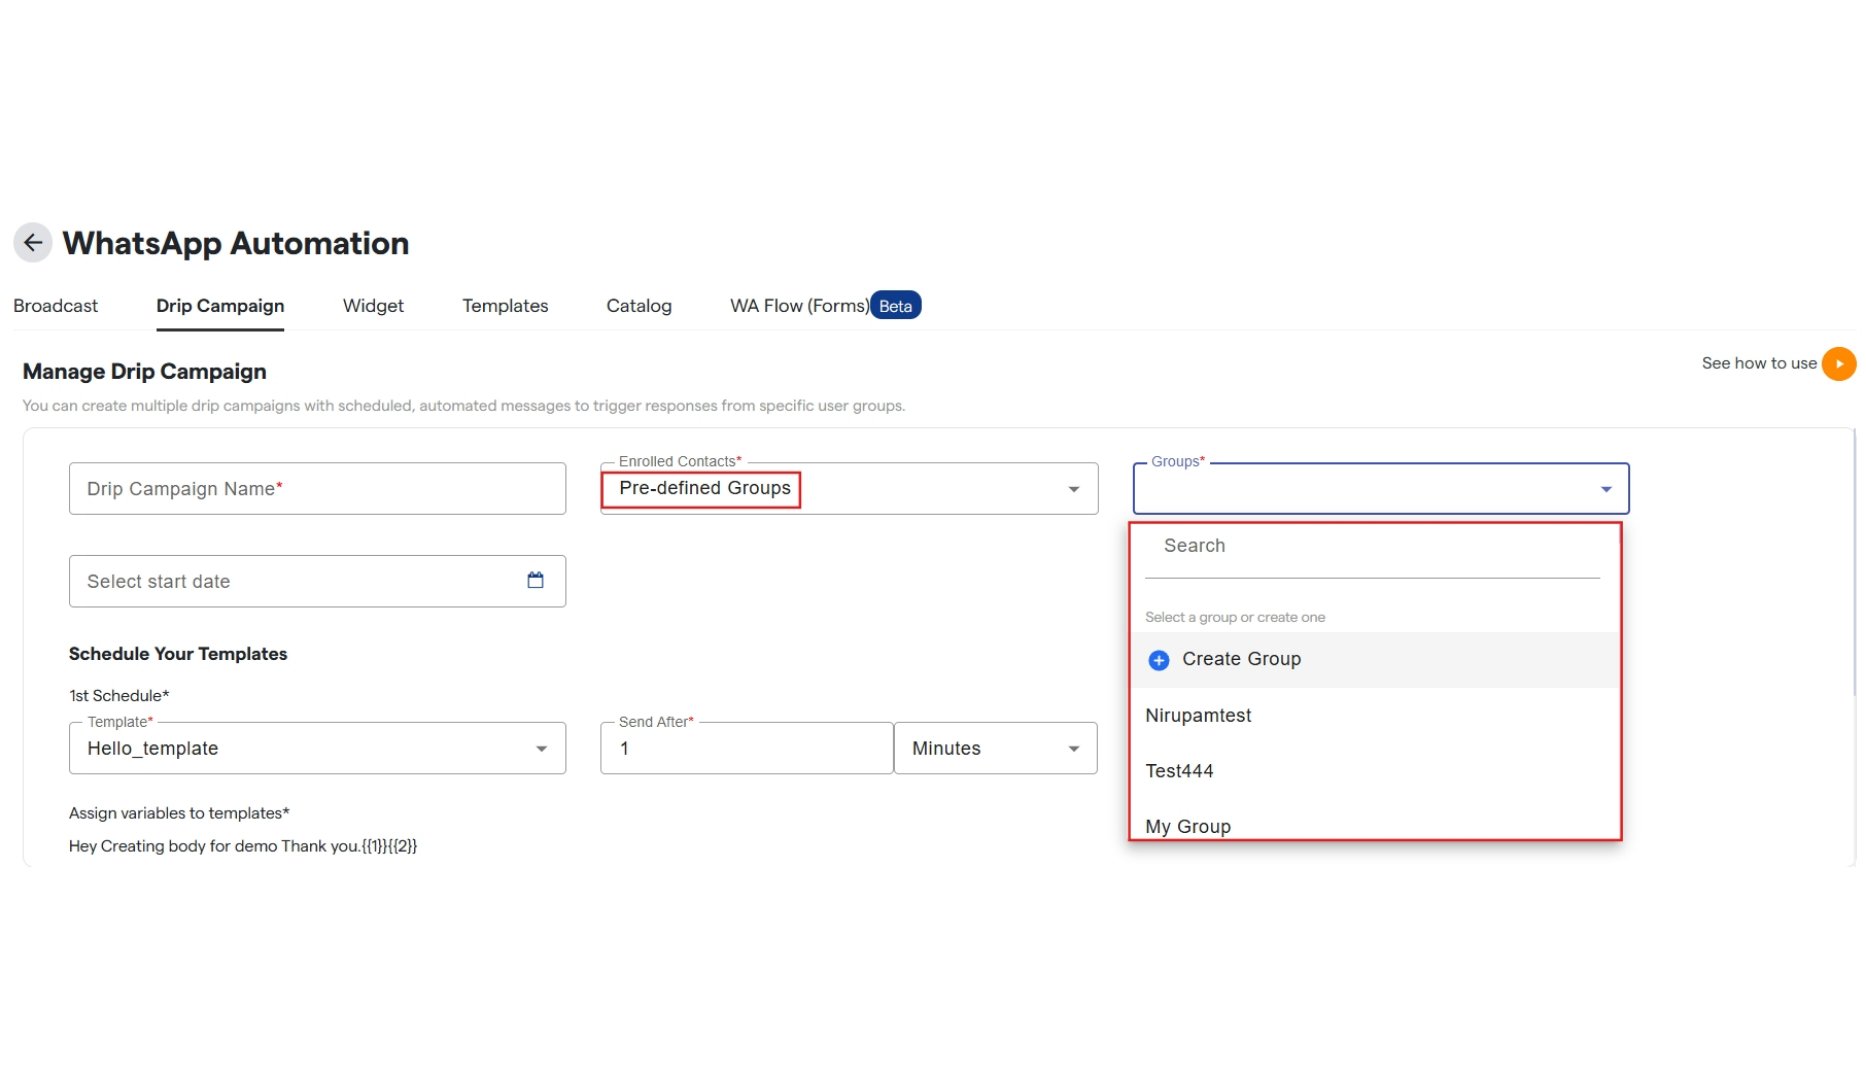 WhatsApp Automation
Broadcast Drip Campaign Widget Templates Catalog WA Flow (Forms) Beta
Manage Drip Campaign
See how to use
You can create multiple drip campaigns with scheduled, automated messages to trigger responses from specific user groups.
Drip Campaign Name*
Enrolled Contacts*
Pre-defined Groups
Groups*
Search
Select a group or create one
Create Group
Nirupamtest
Test444
My Group
Select start date
Schedule Your Templates
1st Schedule*
Template*
Hello_template
Send After*
1
Minutes
Assign variables to templates*
Hey Creating body for demo Thank you.{{1}}{{2}}